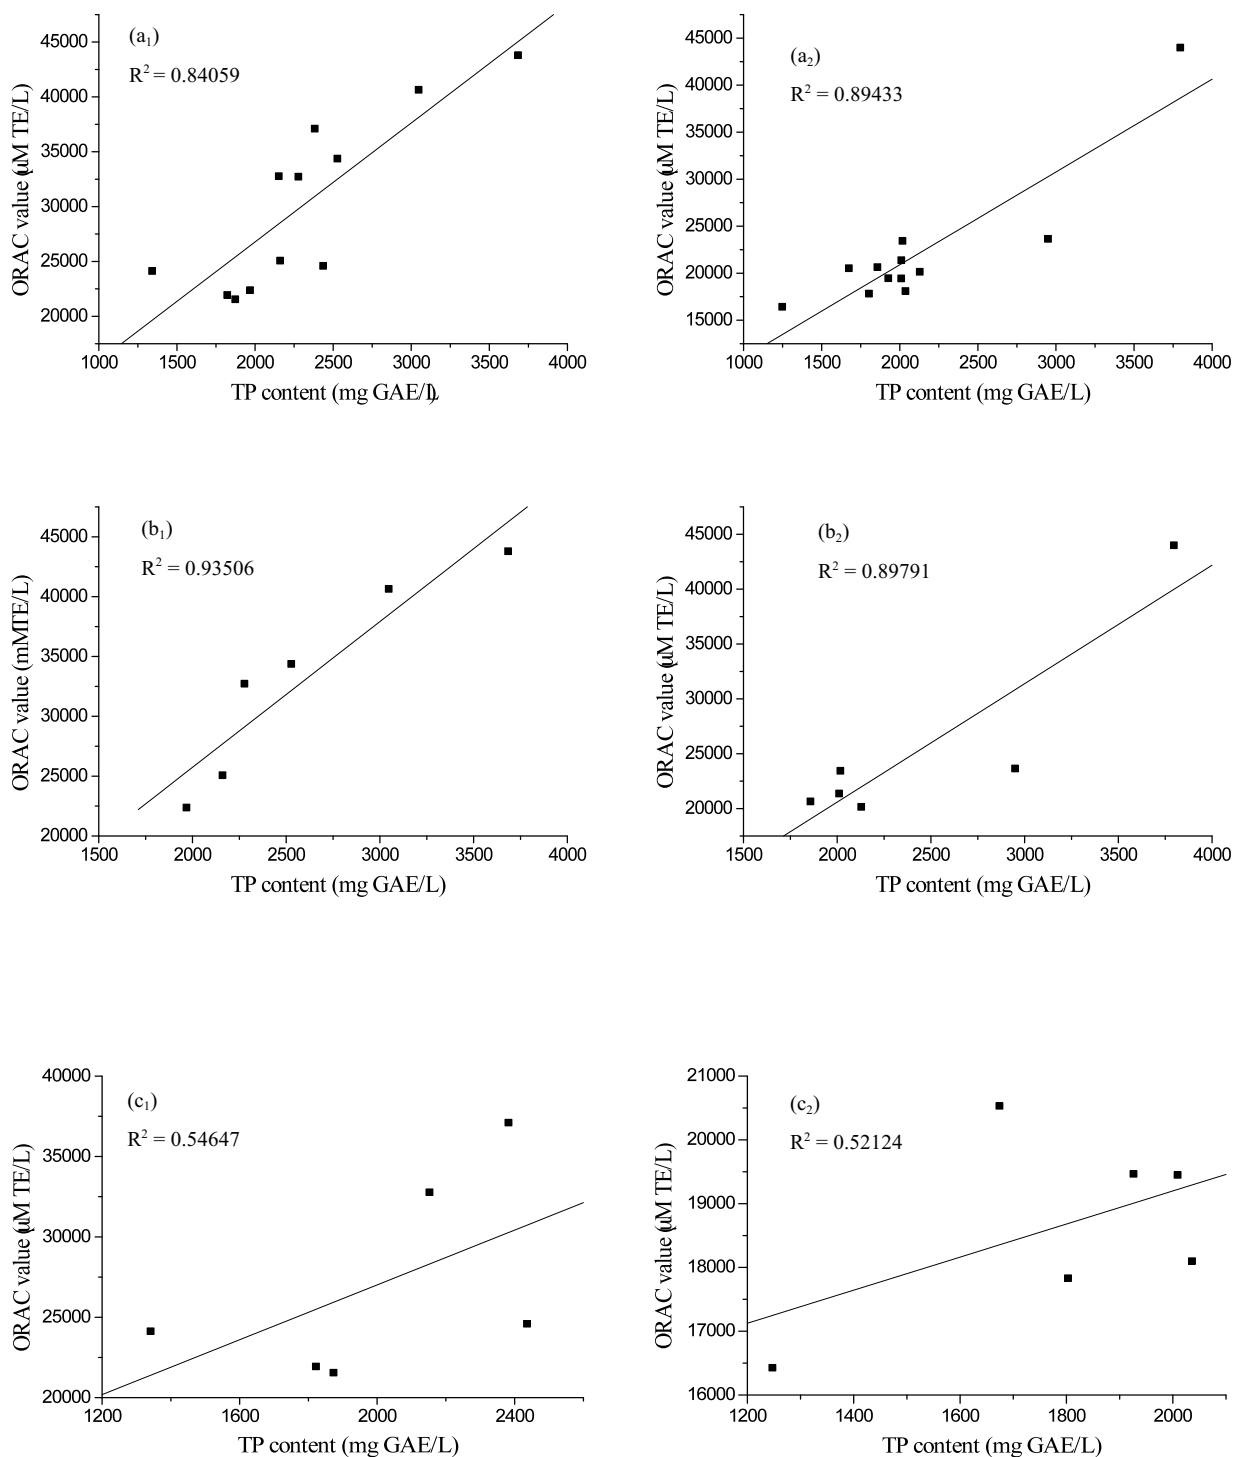 (a1)
R2 = 0.84059
45000
40000
35000
30000
25000
20000
ORAC value (μM TE/L)
1000 1500 2000 2500 3000 3500 4000
TP content (mg GAE/L)
(a2)
R2 = 0.89433
45000
40000
35000
30000
25000
20000
15000
ORAC value (μM TE/L)
1000 1500 2000 2500 3000 3500 4000
TP content (mg GAE/L)
(b1)
R2 = 0.93506
45000
40000
35000
30000
25000
20000
ORAC value (mMTE/L)
1500 2000 2500 3000 3500 4000
TP content (mg GAE/L)
(b2)
R2 = 0.89791
45000
40000
35000
30000
25000
20000
ORAC value (μM TE/L)
1500 2000 2500 3000 3500 4000
TP content (mg GAE/L)
(c1)
R2 = 0.54647
40000
35000
30000
25000
20000
ORAC value (μM TE/L)
1200 1600 2000 2400
TP content (mg GAE/L)
(c2)
R2 = 0.52124
21000
20000
19000
18000
17000
16000
ORAC value (μM TE/L)
1200 1400 1600 1800 2000
TP content (mg GAE/L)